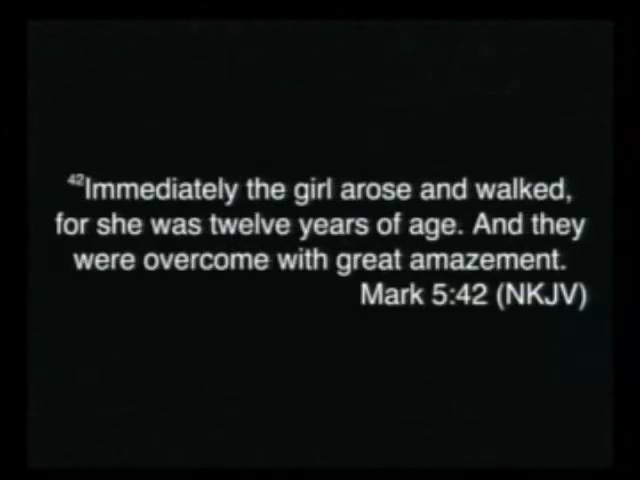 ⁴²Immediately the girl arose and walked,
for she was twelve years of age. And they
were overcome with great amazement.
Mark 5:42 (NKJV)